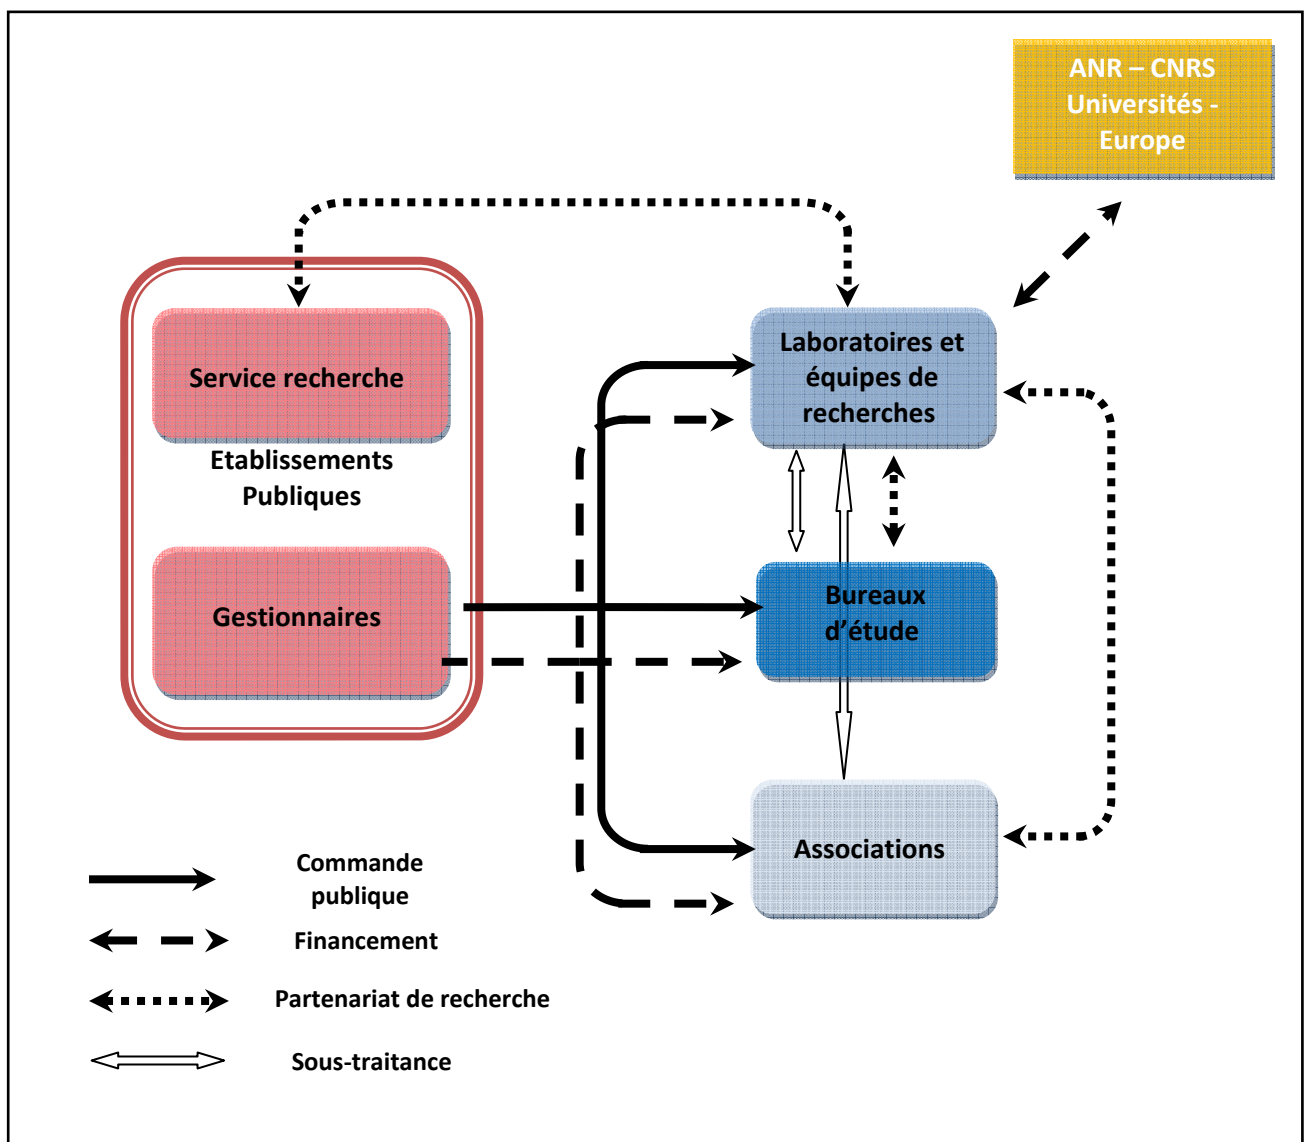 ANR – CNRS
Universités -
Europe
Service recherche
Etablissements
Publiques
Gestionnaires
Laboratoires et
équipes de
recherches
Bureaux
d’étude
Associations
Commande
publique
Financement
Partenariat de recherche
Sous-traitance